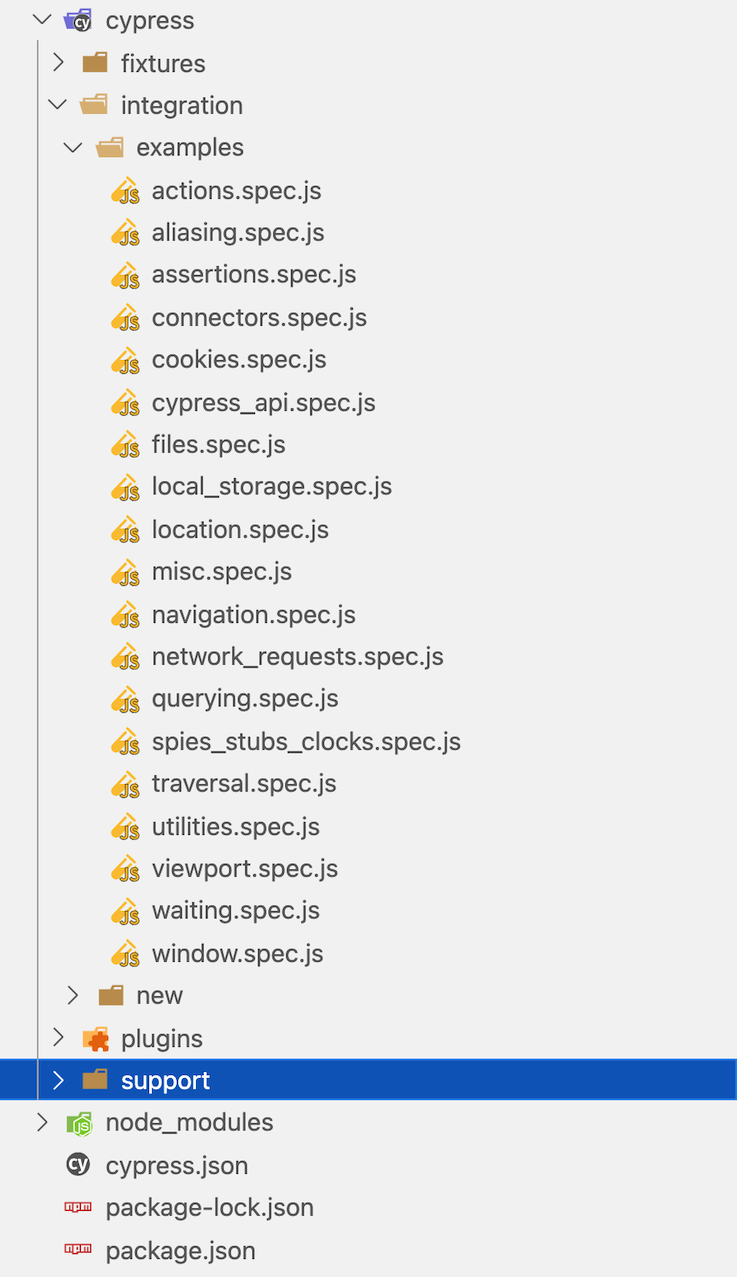 cypress
fixtures
integration
examples
actions.spec.js
aliasing.spec.js
assertions.spec.js
connectors.spec.js
cookies.spec.js
cypress_api.spec.js
files.spec.js
local_storage.spec.js
location.spec.js
misc.spec.js
navigation.spec.js
network_requests.spec.js
querying.spec.js
spies_stubs_clocks.spec.js
traversal.spec.js
utilities.spec.js
viewport.spec.js
waiting.spec.js
window.spec.js
new
plugins
support
node_modules
cypress.json
package-lock.json
package.json